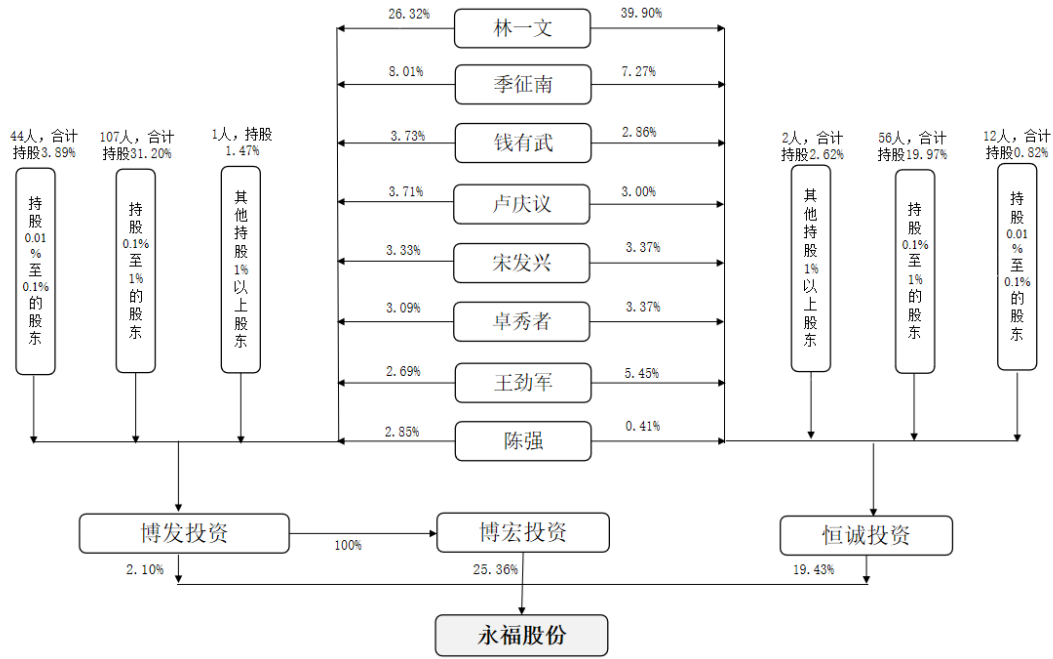 26.32%
林一文
39.90%
8.01%
季征南
7.27%
3.73%
钱有武
2.86%
3.71%
卢庆议
3.00%
3.33%
宋发兴
3.37%
3.09%
卓秀者
3.37%
2.69%
王劲军
5.45%
2.85%
陈强
0.41%
44人，合计
持股3.89%
107人，合计
持股31.20%
1人，持股
1.47%
2人，合计
持股2.62%
56人，合计
持股19.97%
12人，合计
持股0.82%
持
股
0.01
%
至
0.1%
的
股
东
持
股
0.1%
至
1%
的
股
东
其
他
持
股
1%
以
上
股
东
其
他
持
股
1%
以
上
股
东
持
股
0.1%
至
1%
的
股
东
持
股
0.01
%
至
0.1%
的
股
东
博发投资
100%
博宏投资
恒诚投资
2.10%
25.36%
19.43%
永福股份